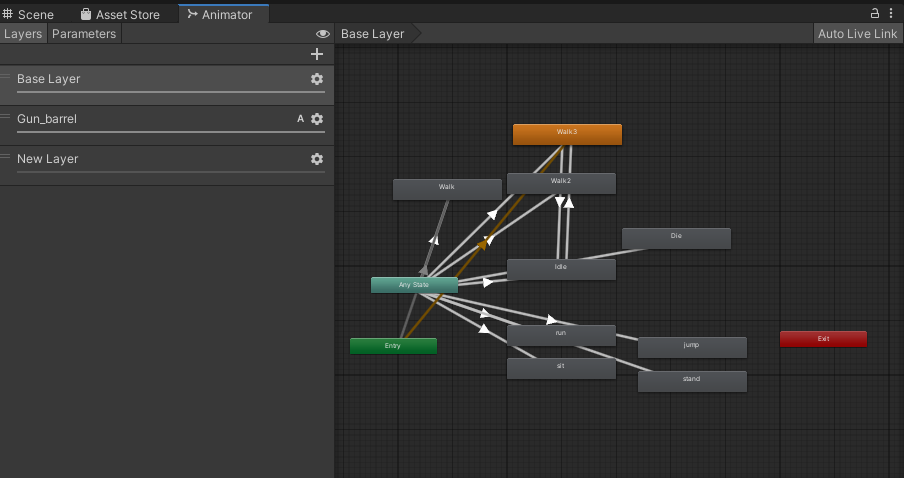 Scene
Asset Store
Animator
Layers
Parameters
Base Layer
Auto Live Link
Base Layer
Gun_barrel
A
New Layer
Walk3
Walk
Walk2
Die
Idle
Any State
Entry
run
jump
Exit
sit
stand